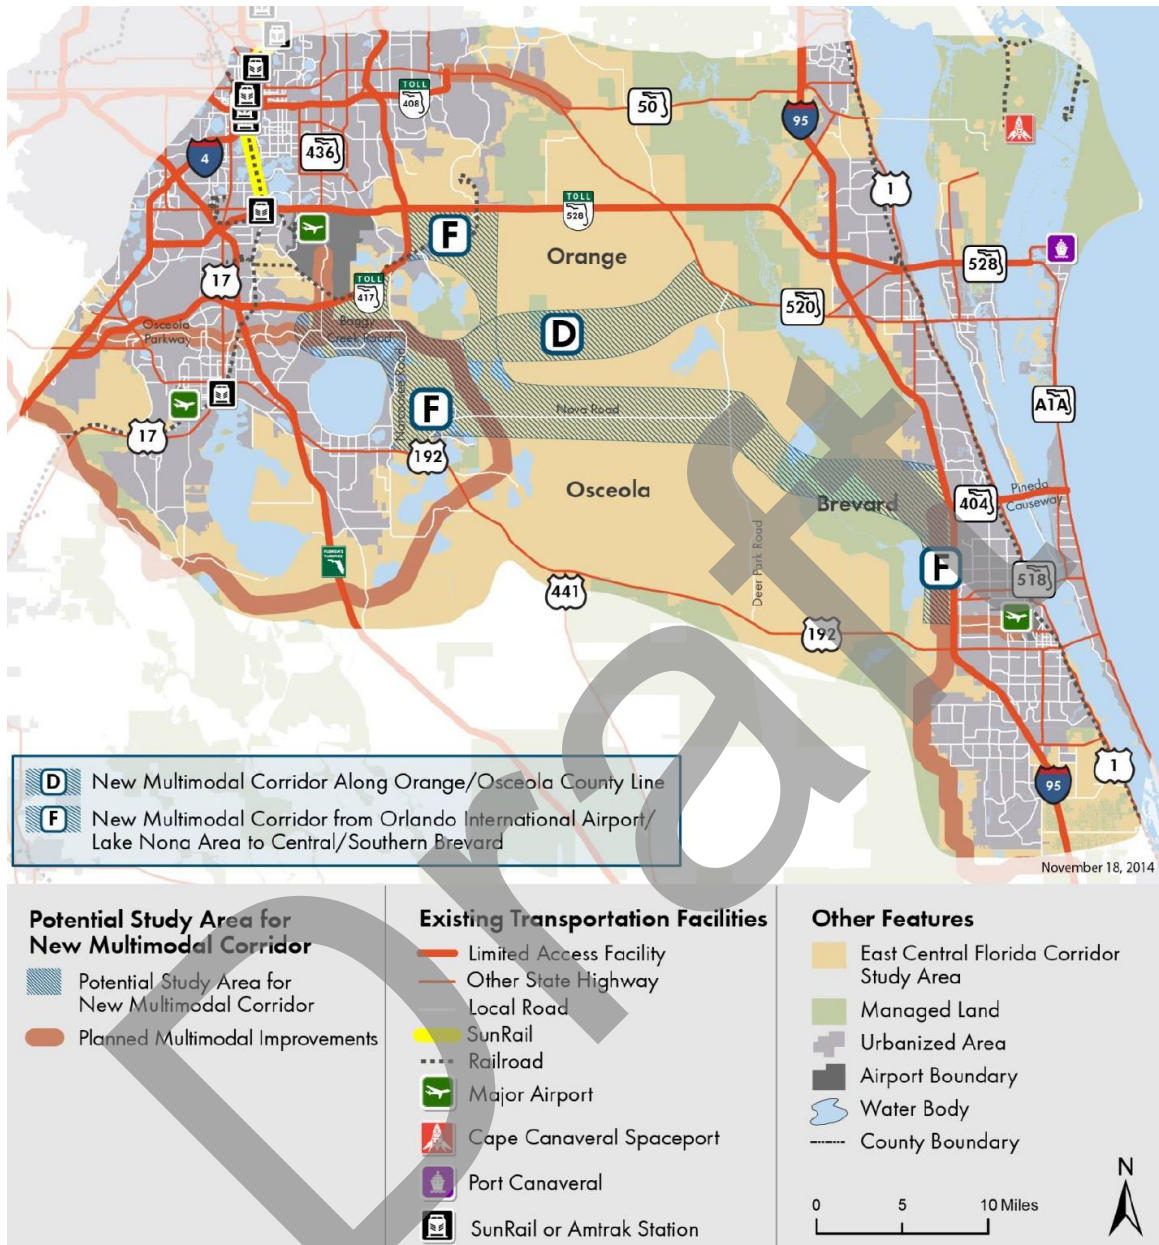 TOLL
408
50
95
436
4
1
TOLL
528
F
Orange
528
17
TOLL
417
520
Osceola
Parkway
Boggy
Creek Road
D
Narcoossee Road
F
Nova Road
A1A
17
192
Osceola
Brevard
404
Pineda
Causeway
Deer Park Road
F
518
FLORIDA'S
TURNPIKE
441
192
1
95
Draft
D New Multimodal Corridor Along Orange/Osceola County Line
F New Multimodal Corridor from Orlando International Airport/
Lake Nona Area to Central/Southern Brevard
November 18, 2014
Potential Study Area for
New Multimodal Corridor
Potential Study Area for
New Multimodal Corridor
Planned Multimodal Improvements
Existing Transportation Facilities
Limited Access Facility
Other State Highway
Local Road
SunRail
Railroad
Major Airport
Cape Canaveral Spaceport
Port Canaveral
SunRail or Amtrak Station
Other Features
East Central Florida Corridor
Study Area
Managed Land
Urbanized Area
Airport Boundary
Water Body
County Boundary
N
0 5 10 Miles